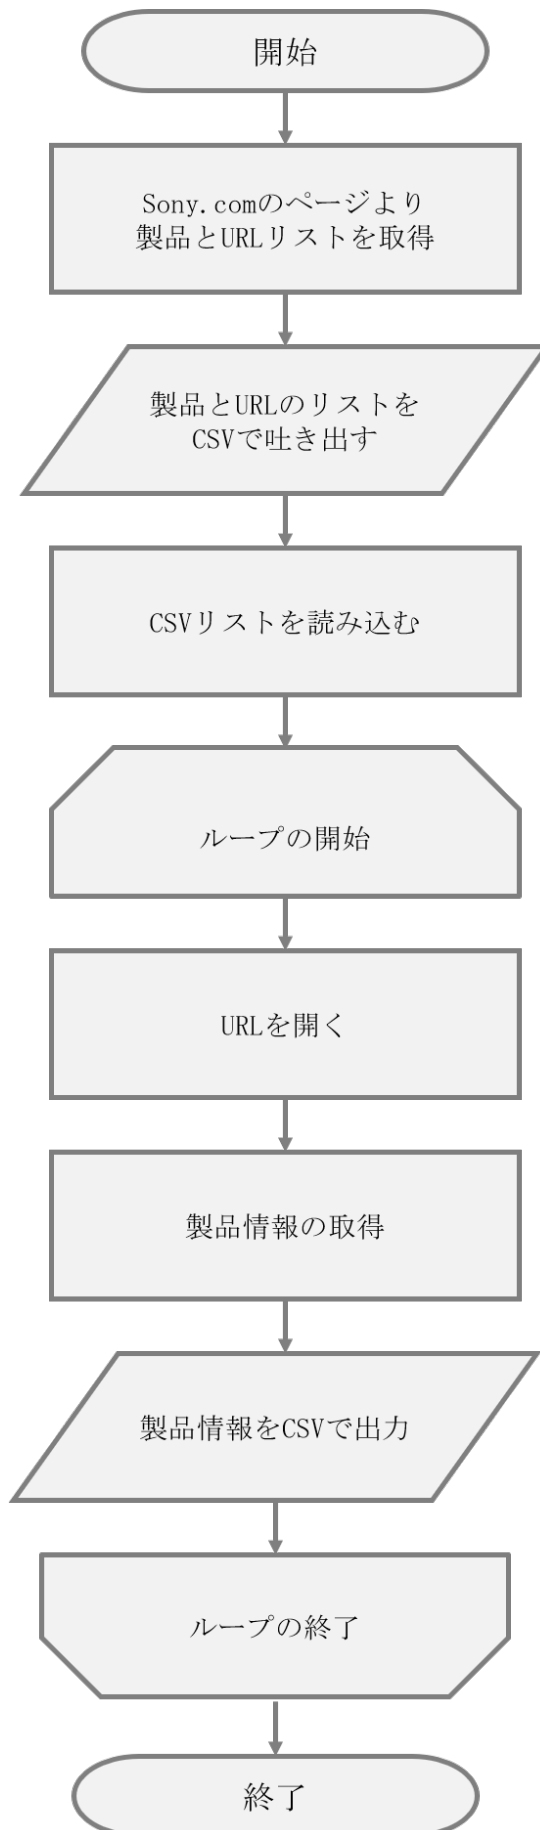 開始
Sony.comのページより
製品とURLリストを取得
製品とURLのリストを
CSVで吐き出す
CSVリストを読み込む
ループの開始
URLを開く
製品情報の取得
製品情報をCSVで出力
ループの終了
終了